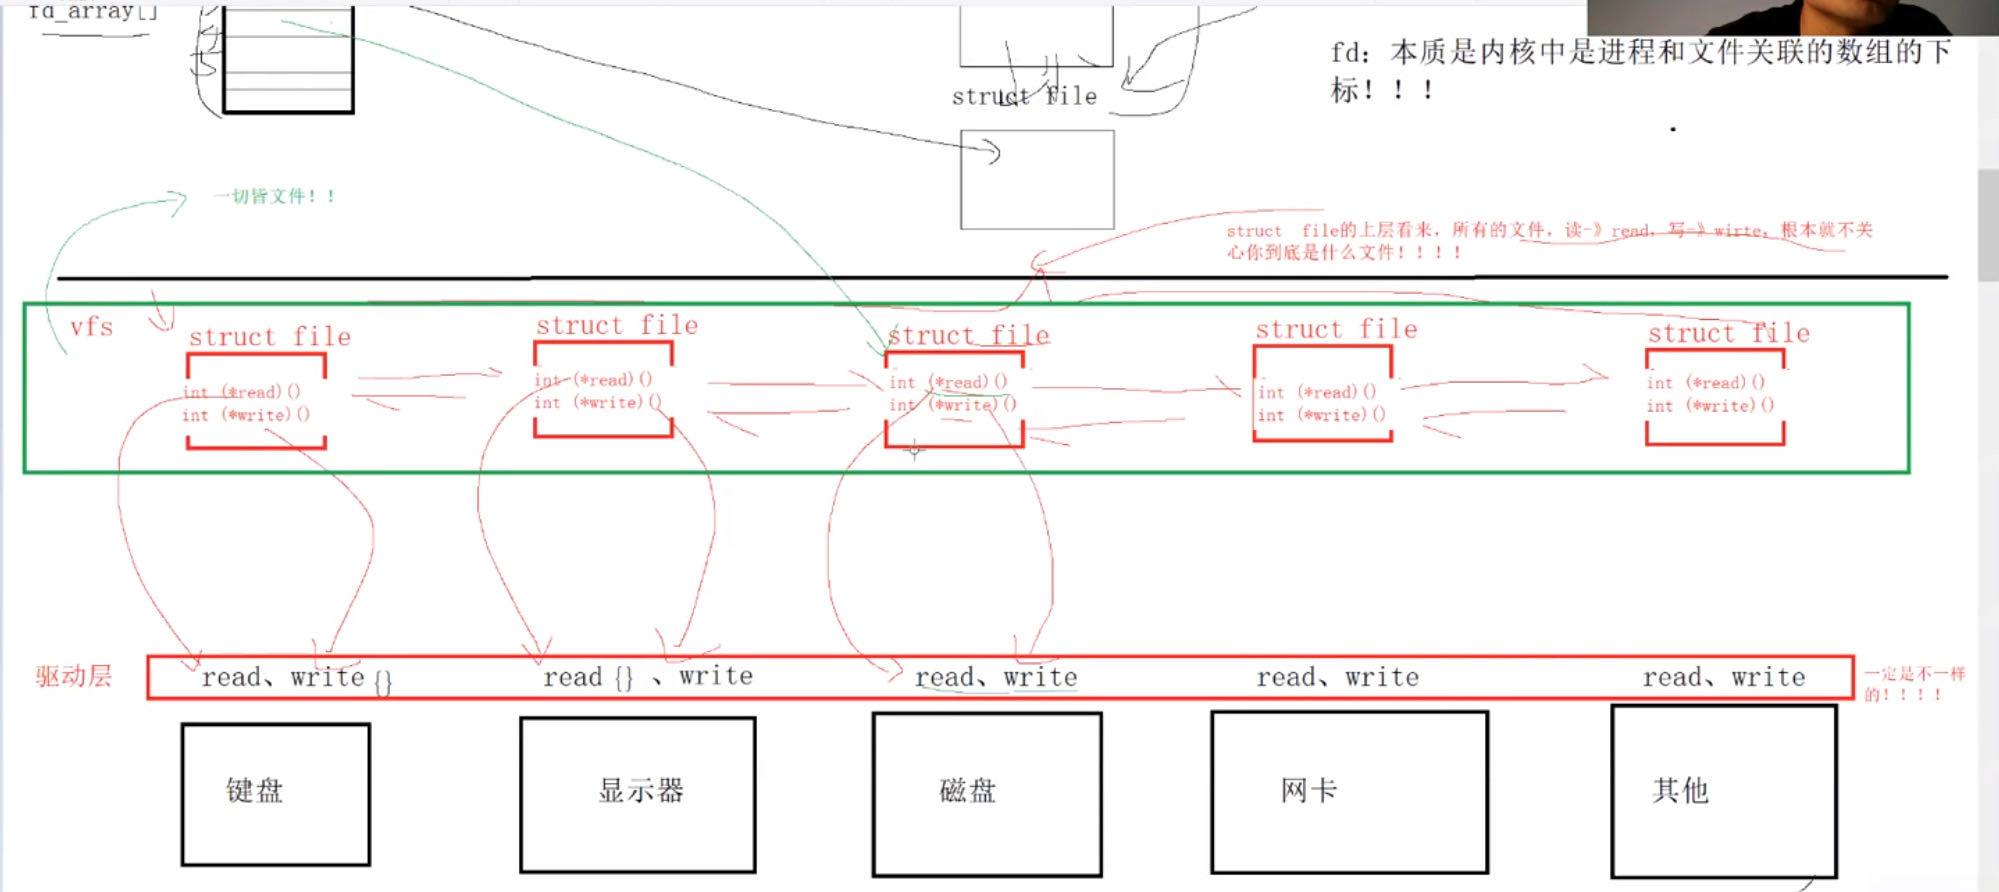 fd_array[]
fd：本质是内核中是进程和文件关联的数组的下
标！！！
struct file
一切皆文件！！
struct file的上层看来，所有的文件，读-》read，写-》wirte，根本就不关
心你到底是什么文件！！！！
vfs
struct file
struct file
struct file
struct file
struct file
int (*read)()
int (*write)()
int (*read)()
int (*write)()
int (*read)()
int (*write)()
int (*read)()
int (*write)()
int (*read)()
int (*write)()
驱动层
read、write {}
read {} 、write
read、write
read、write
read、write
一定是不一样
的！！！！
键盘
显示器
磁盘
网卡
其他